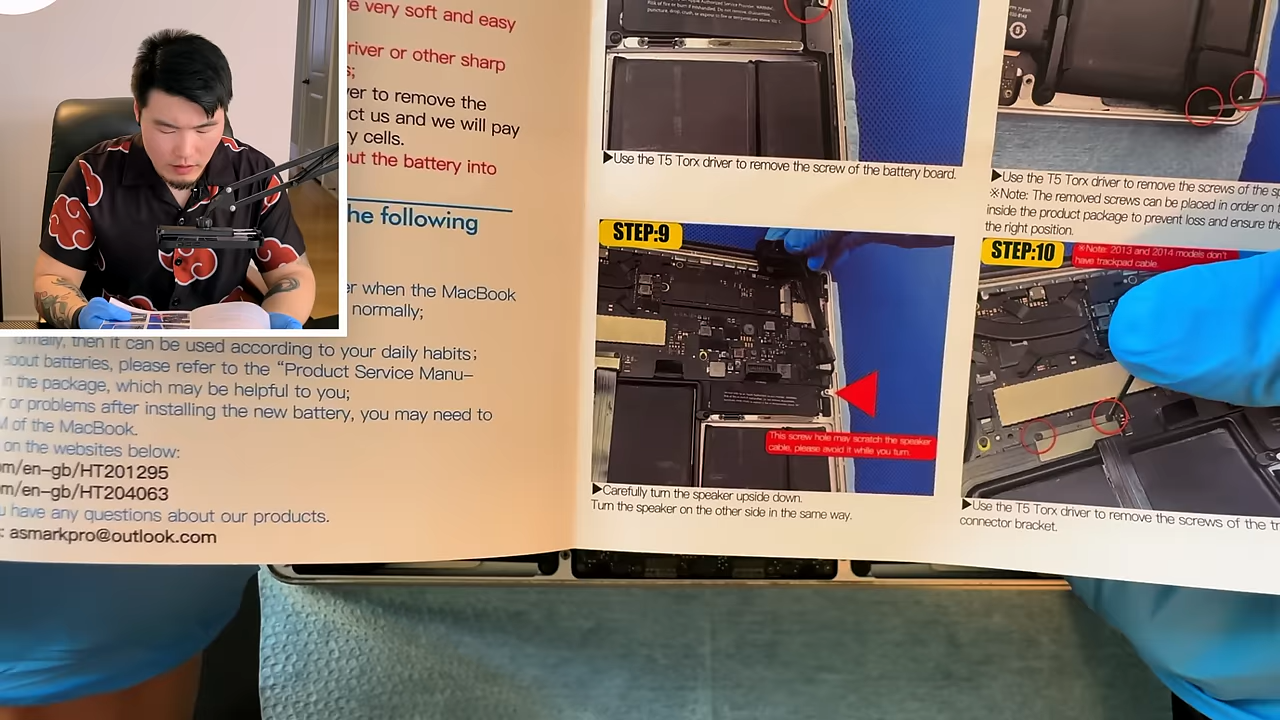 e very soft and easy
river or other sharp
s;
er to remove the
ct us and we will pay
ry cells.
out the battery into
he following
er when the MacBook
normally;
ormally, then it can be used according to your daily habits;
about batteries, please refer to the “Product Service Manu-
n the package, which may be helpful to you;
r or problems after installing the new battery, you may need to
M of the MacBook.
on the websites below:
m/en-gb/HT201295
m/en-gb/HT204063
u have any questions about our products.
: asmarkpro@outlook.com
▶Use the T5 Torx driver to remove the screw of the battery board.
STEP:9
This screw hole may scratch the speaker
cable, please avoid it while you turn.
▶Carefully turn the speaker upside down.
Turn the speaker on the other side in the same way.
▶Use the T5 Torx driver to remove the screws of the sp
※Note: The removed screws can be placed in order on
inside the product package to prevent loss and ensure the
the right position.
STEP:10
※Note: 2013 and 2014 models don't
have trackpad cable.
▶Use the T5 Torx driver to remove the screws of the tr
connector bracket.